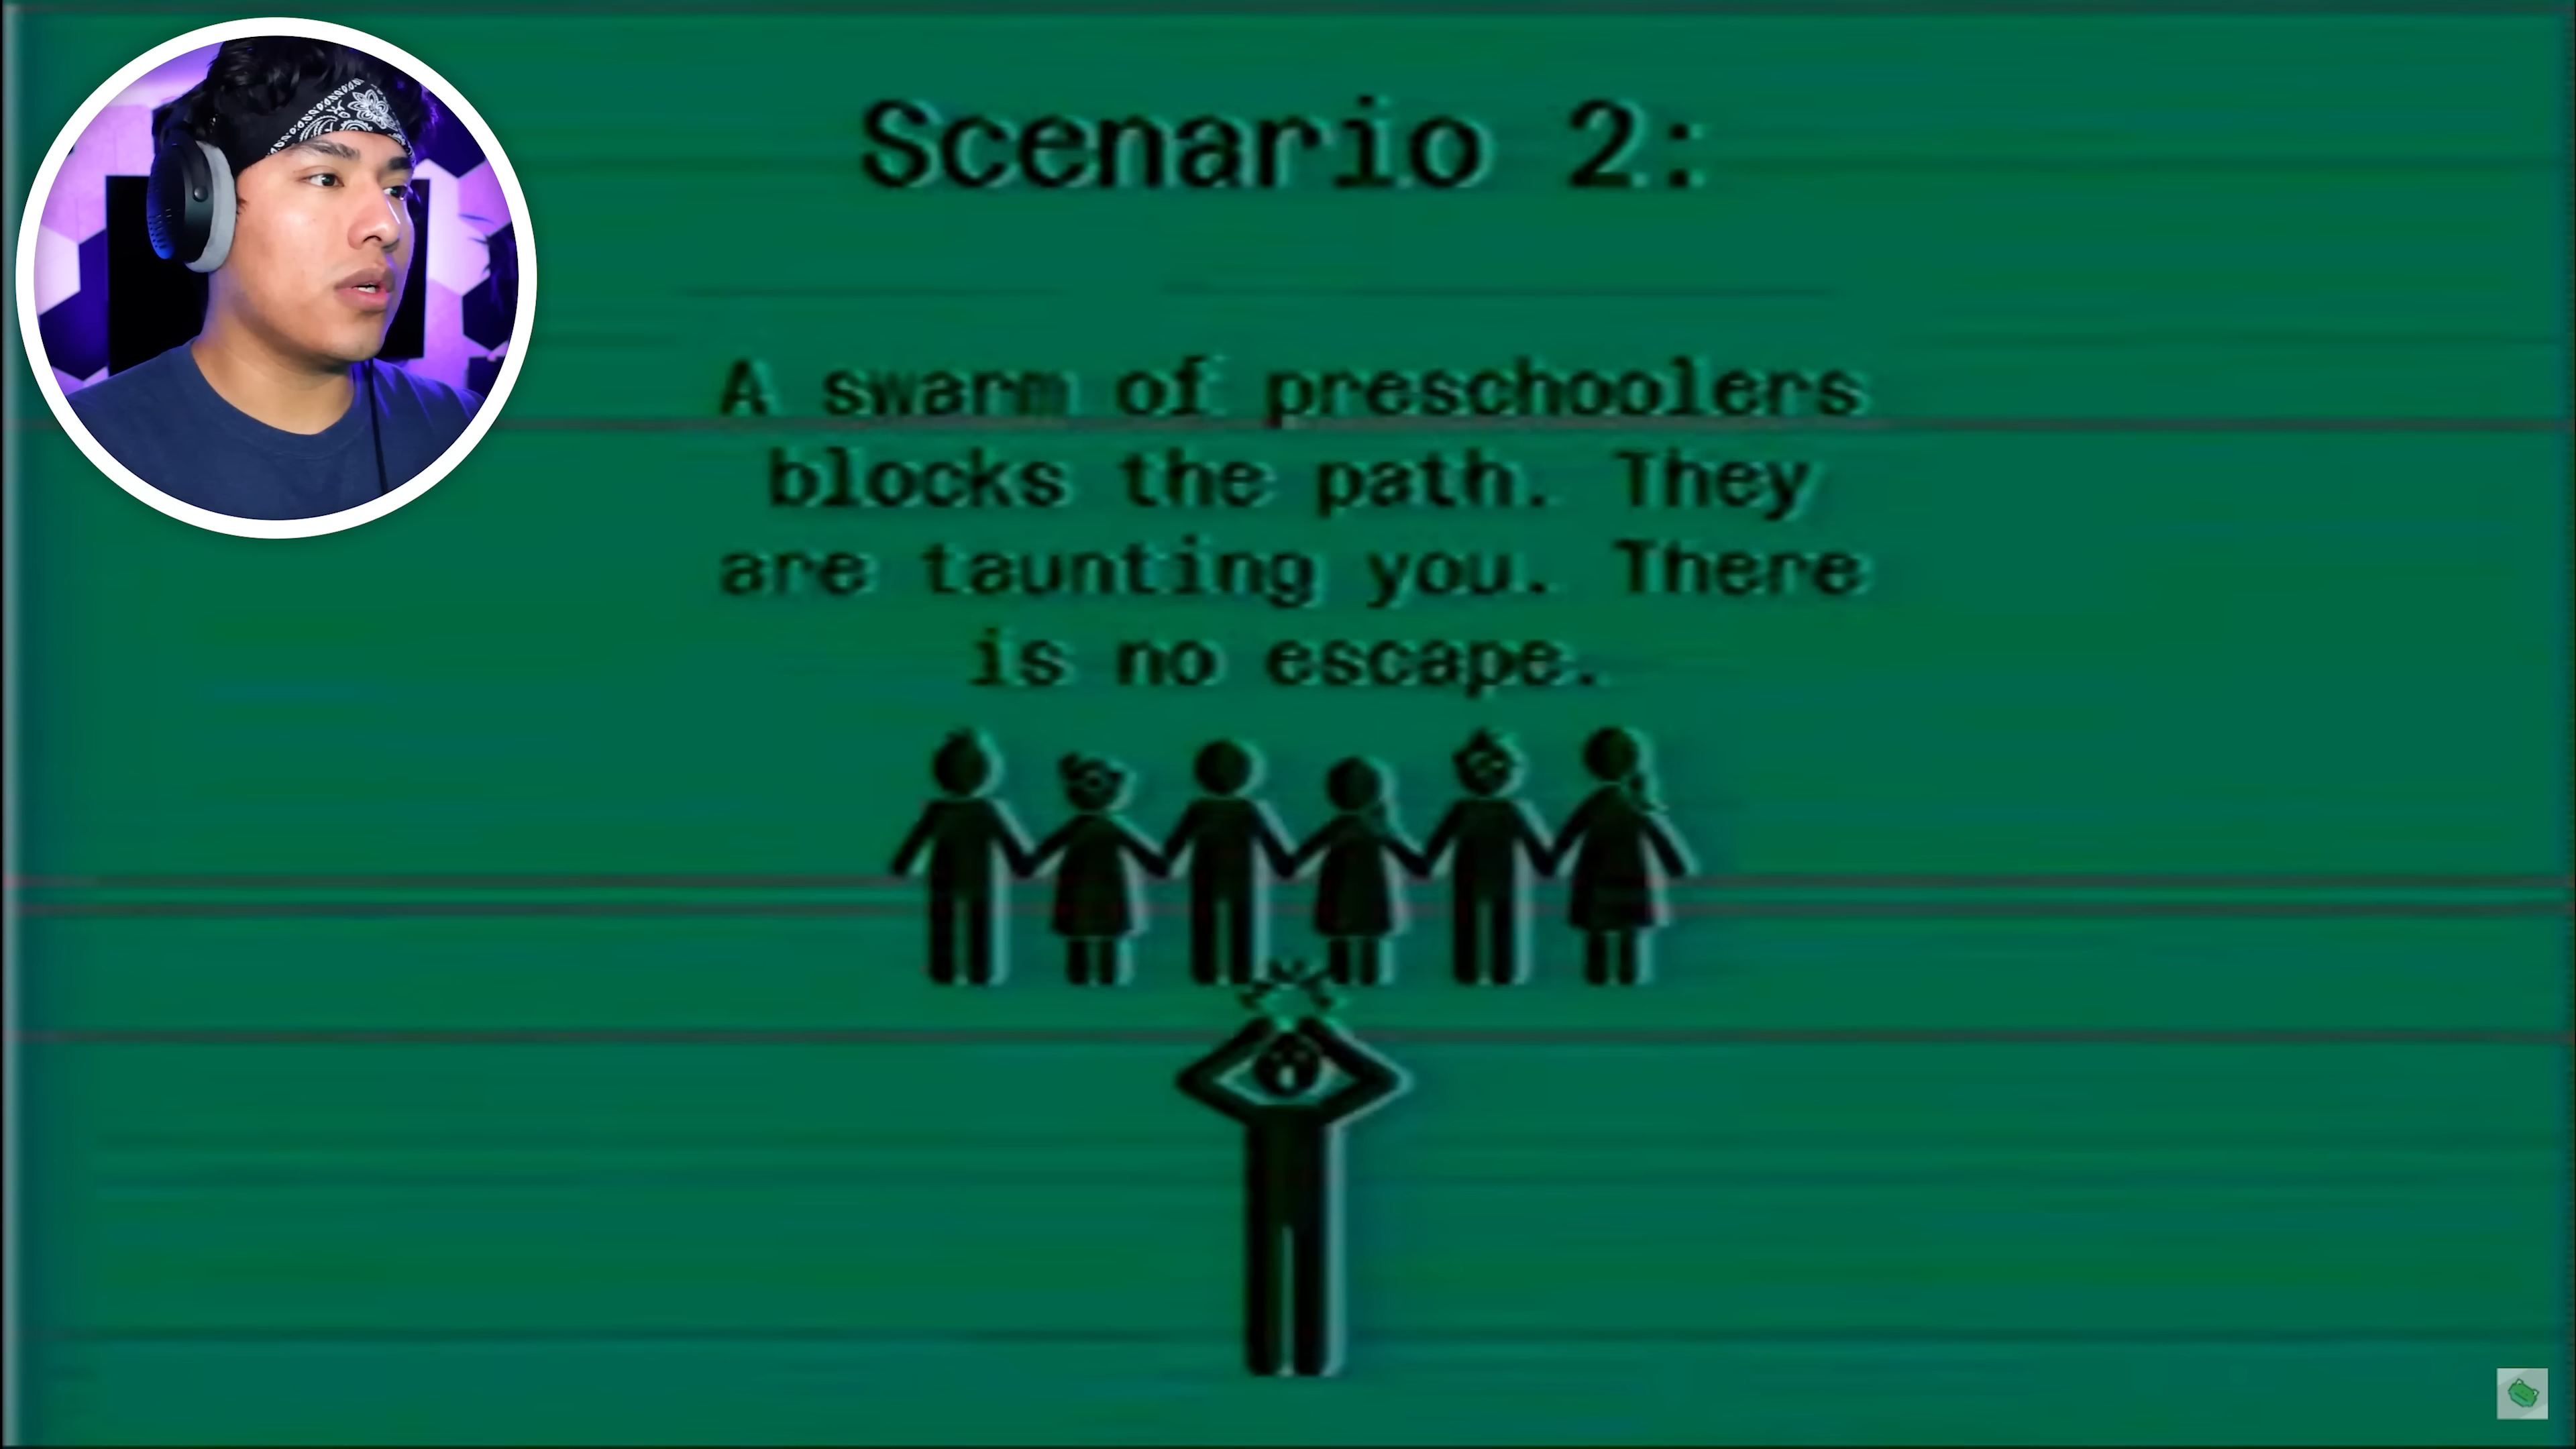 Scenario 2:
A swarm of preschoolers
blocks the path. They
are taunting you. There
is no escape.